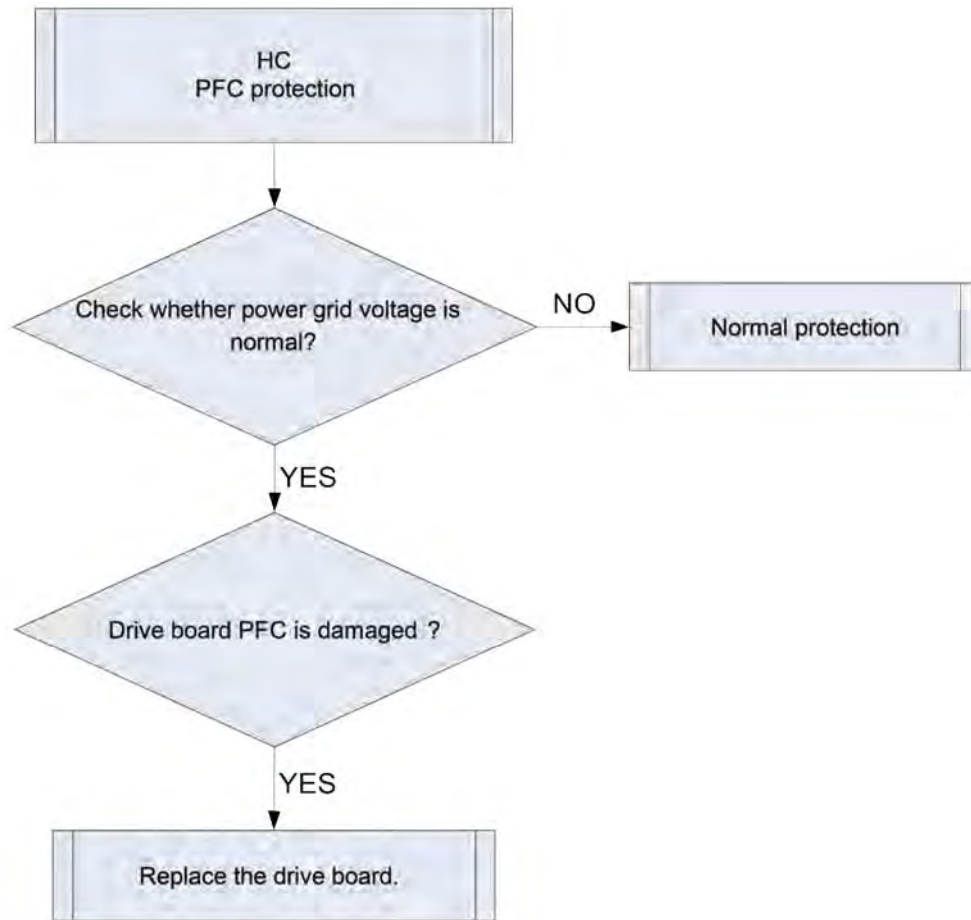 HC
PFC protection
Check whether power grid voltage is
normal?
NO
Normal protection
YES
Drive board PFC is damaged ?
YES
Replace the drive board.